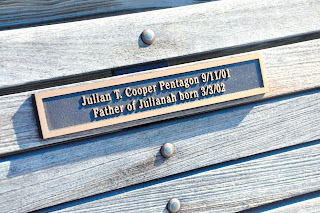 Julian T. Cooper Pentagon 9/11/01
Father of Julianah born 3/3/02